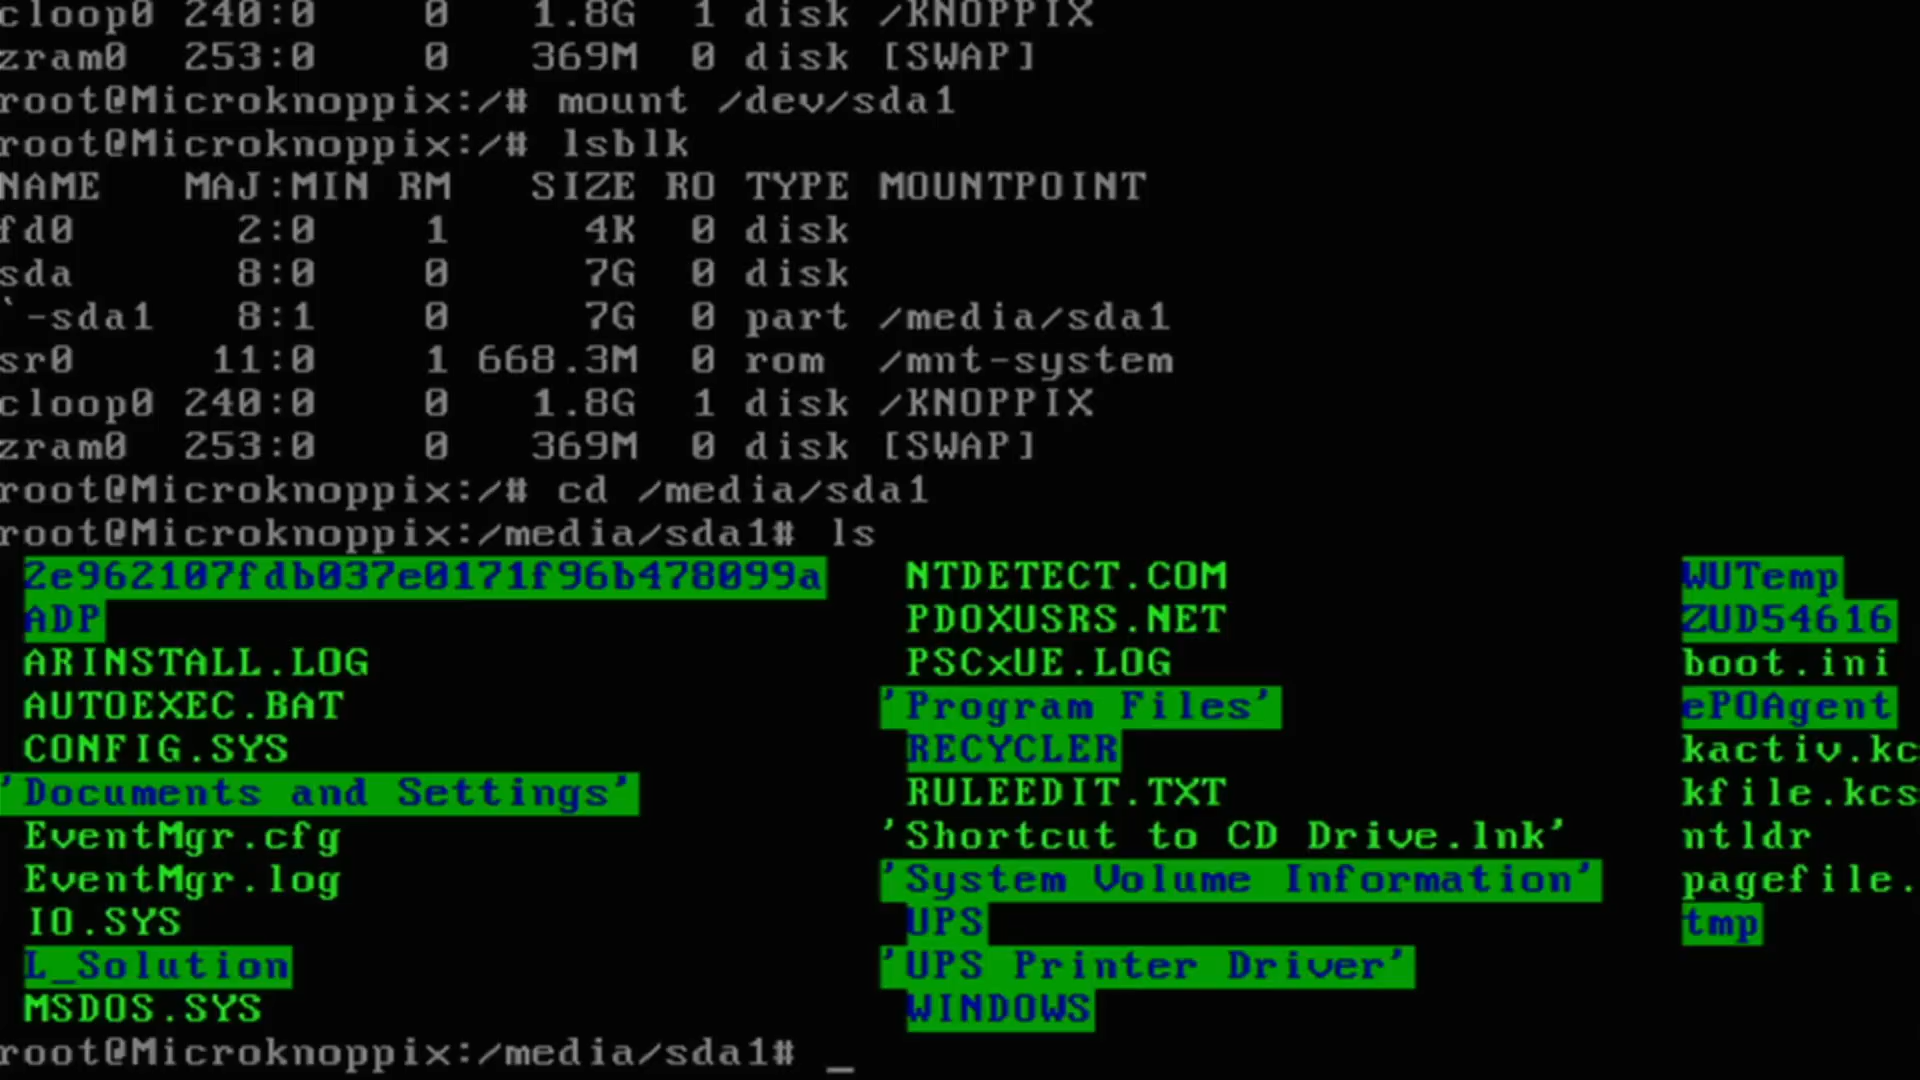 cloop0 240:0 0 1.8G 1 disk /KNOPPIX
zram0 253:0 0 369M 0 disk [SWAP]
root@Microknoppix:/# mount /dev/sda1
root@Microknoppix:/# lsblk
NAME MAJ:MIN RM SIZE RO TYPE MOUNTPOINT
fd0 2:0 1 4K 0 disk
sda 8:0 0 7G 0 disk
`-sda1 8:1 0 7G 0 part /media/sda1
sr0 11:0 1 668.3M 0 rom /mnt-system
cloop0 240:0 0 1.8G 1 disk /KNOPPIX
zram0 253:0 0 369M 0 disk [SWAP]
root@Microknoppix:/# cd /media/sda1
root@Microknoppix:/media/sda1# ls
2e962107fdb037e0171f96b478099a NTDETECT.COM WUTemp
ADP PDOXUSRS.NET ZUD54616
ARINSTALL.LOG PSCxUE.LOG boot.ini
AUTOEXEC.BAT 'Program Files' ePOAgent
CONFIG.SYS RECYCLER kactiv.kc
'Documents and Settings' RULEEDIT.TXT kfile.kcs
EventMgr.cfg 'Shortcut to CD Drive.lnk' ntldr
EventMgr.log 'System Volume Information' pagefile.
IO.SYS UPS tmp
L_Solution 'UPS Printer Driver'
MSDOS.SYS WINDOWS
root@Microknoppix:/media/sda1# _